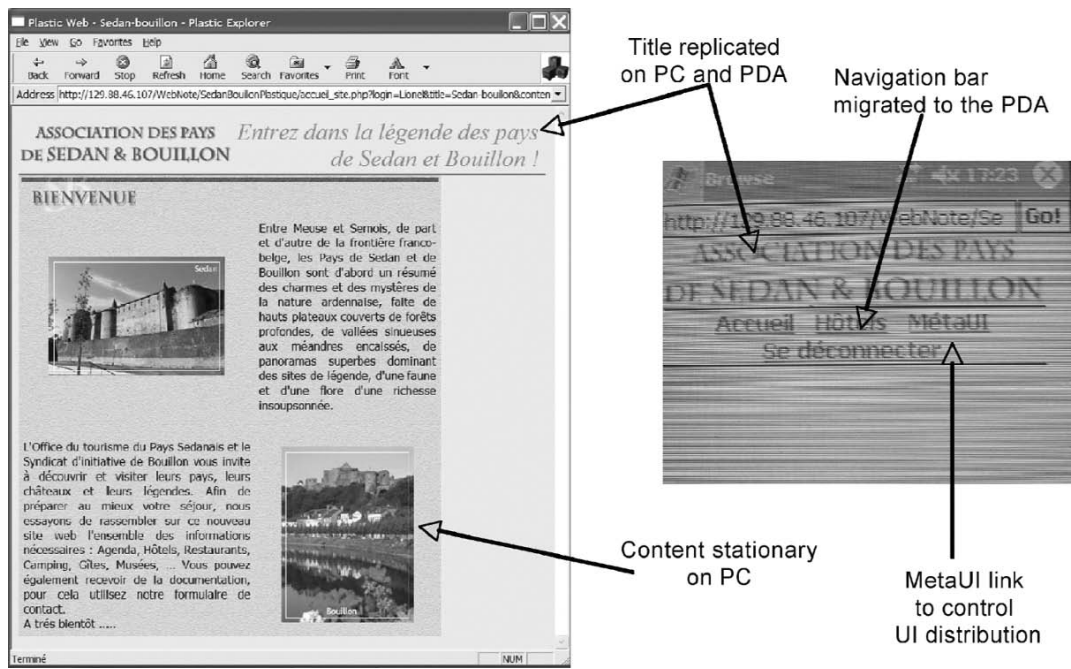 Plastic Web - Sedan-bouillon - Plastic Explorer
File View Go Favorites Help
Back Forward Stop Refresh Home Search Favorites Print Font
Address http://129.88.46.107/WebNote/SedanBouillonPlastique/accueil_site.php?login=Lionel&title=Sedan-bouillon&conten
ASSOCIATION DES PAYS
DE SEDAN & BOUILLON
Entrez dans la légende des pays
de Sedan et Bouillon !
BIENVENUE
Sedan
Entre Meuse et Semois, de part
et d'autre de la frontière franco-
belge, les Pays de Sedan et de
Bouillon sont d'abord un résumé
des charmes et des mystères de
la nature ardennaise, faite de
hauts plateaux couverts de forêts
profondes, de vallées sinueuses
aux méandres encaissés, de
panoramas superbes dominant
des sites de légende, d'une faune
et d'une flore d'une richesse
insoupsonnée.
L'Office du tourisme du Pays Sedanais et le
Syndicat d'initiative de Bouillon vous invite
à découvrir et visiter leurs pays, leurs
châteaux et leurs légendes. Afin de
préparer au mieux votre séjour, nous
essayons de rassembler sur ce nouveau
site web l'ensemble des informations
nécessaires : Agenda, Hôtels, Restaurants,
Camping, Gîtes, Musées, ... Vous pouvez
également recevoir de la documentation,
pour cela utilisez notre formulaire de
contact.
A trés bientôt .....
Bouillon
Terminé
NUM
Title replicated
on PC and PDA
Navigation bar
migrated to the PDA
Browse 17:23
http://129.88.46.107/WebNote/Se Go!
ASSOCIATION DES PAYS
DE SEDAN & BOUILLON
Accueil Hôtels MétaUI
Se déconnecter
Content stationary
on PC
MetaUI link
to control
UI distribution